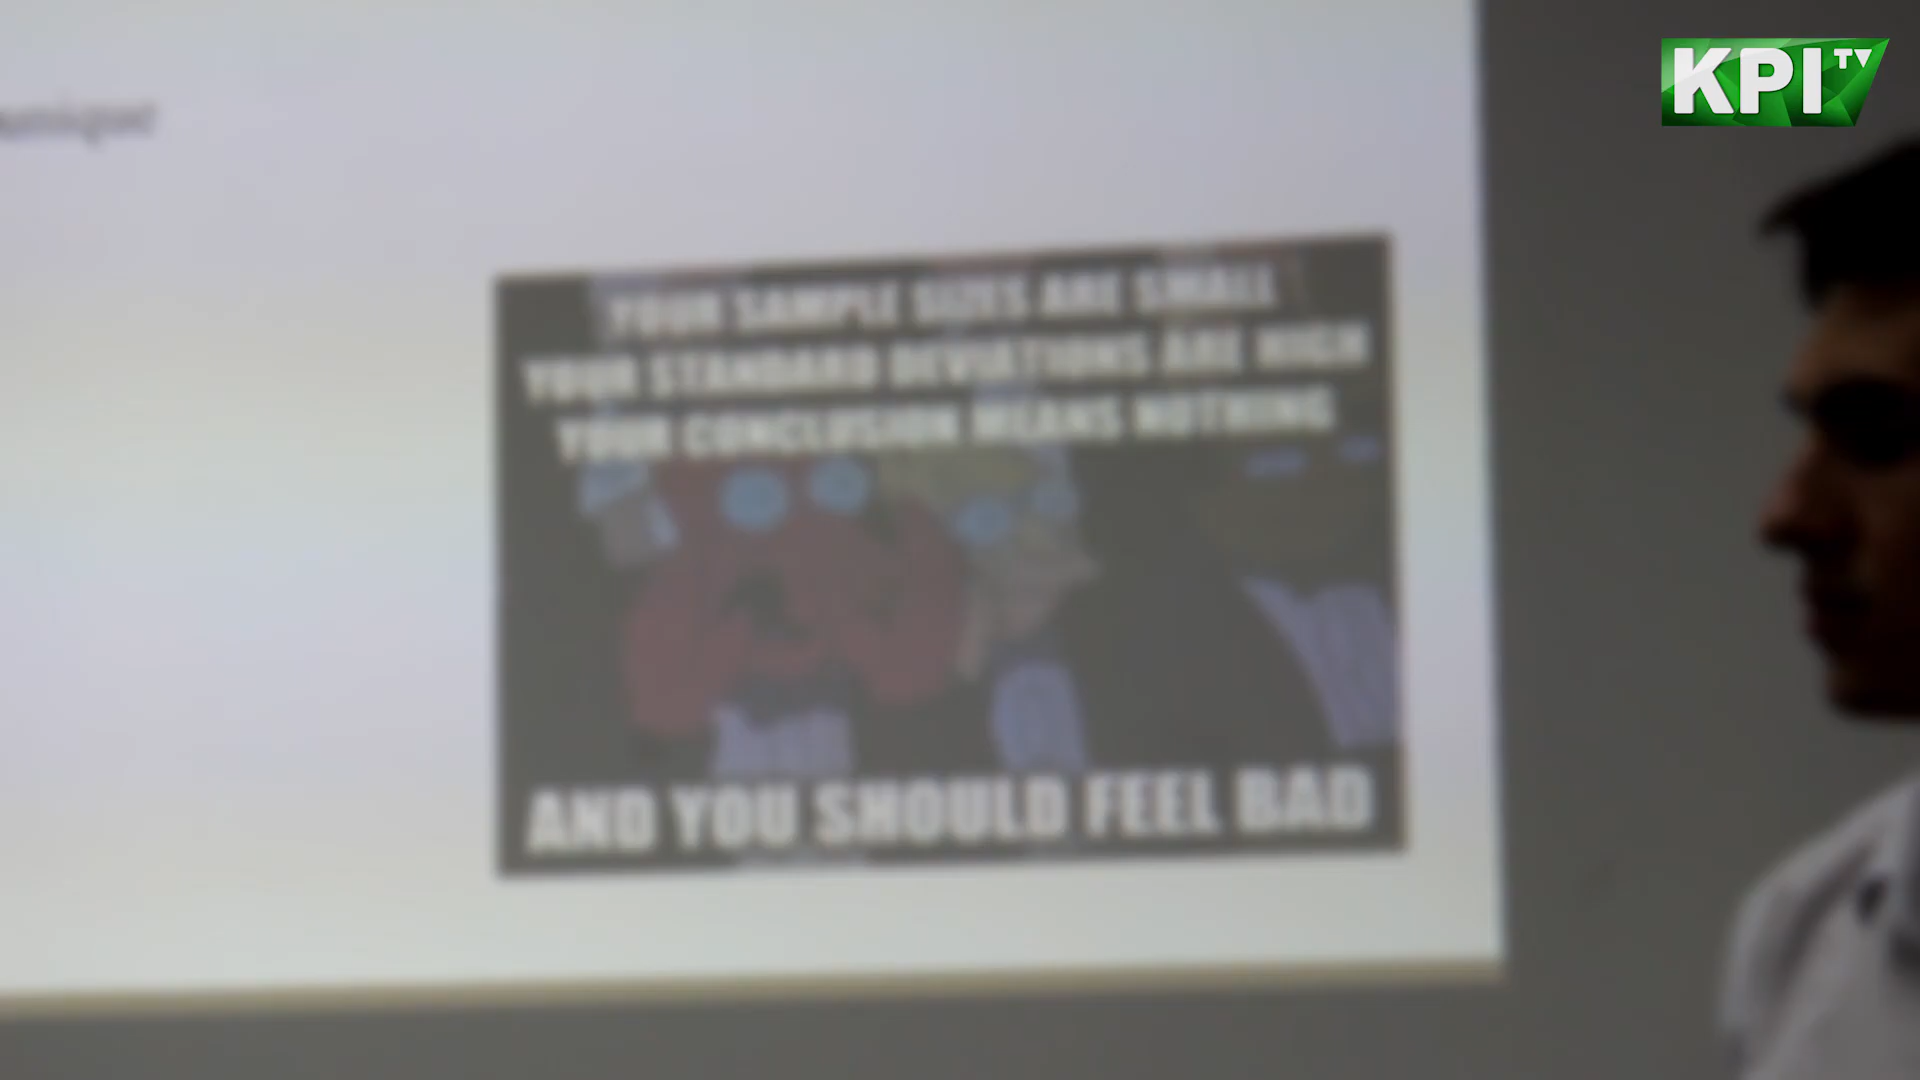 KPI TV
YOUR SAMPLE SIZES ARE SMALL
YOUR STANDARD DEVIATIONS ARE HIGH
YOUR CONCLUSION MEANS NOTHING
AND YOU SHOULD FEEL BAD